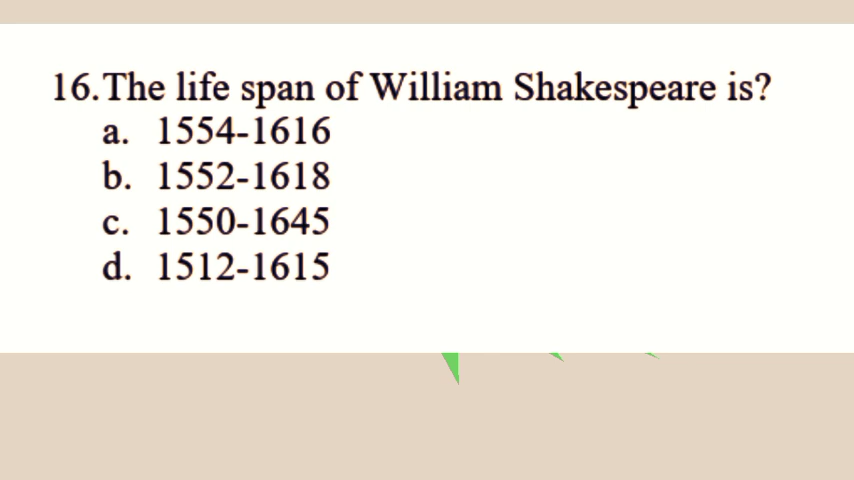 16.The life span of William Shakespeare is?
a. 1554-1616
b. 1552-1618
c. 1550-1645
d. 1512-1615